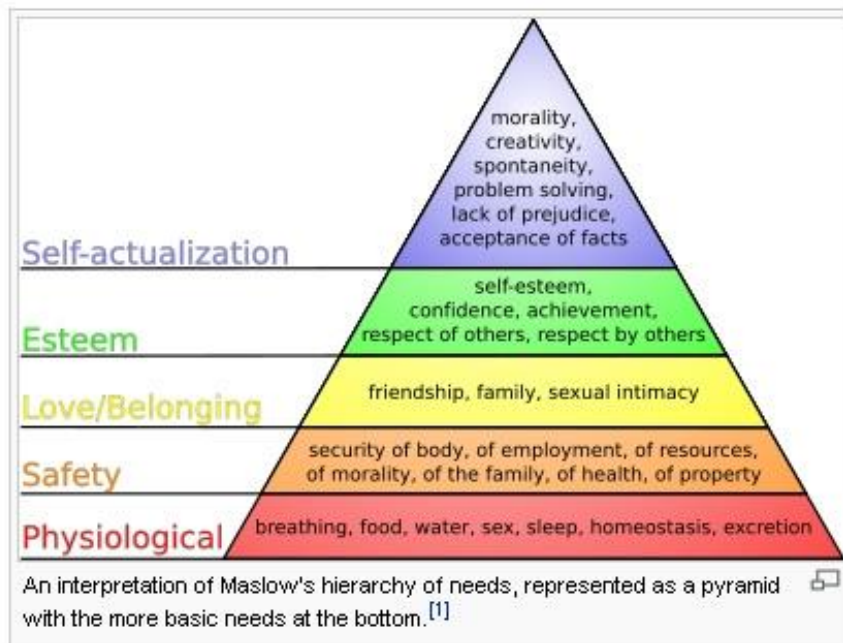 morality,
creativity,
spontaneity,
problem solving,
lack of prejudice,
acceptance of facts
Self-actualization
self-esteem,
confidence, achievement,
respect of others, respect by others
Esteem
friendship, family, sexual intimacy
Love/Belonging
security of body, of employment, of resources,
of morality, of the family, of health, of property
Safety
breathing, food, water, sex, sleep, homeostasis, excretion
Physiological
An interpretation of Maslow's hierarchy of needs, represented as a pyramid
with the more basic needs at the bottom.[1]